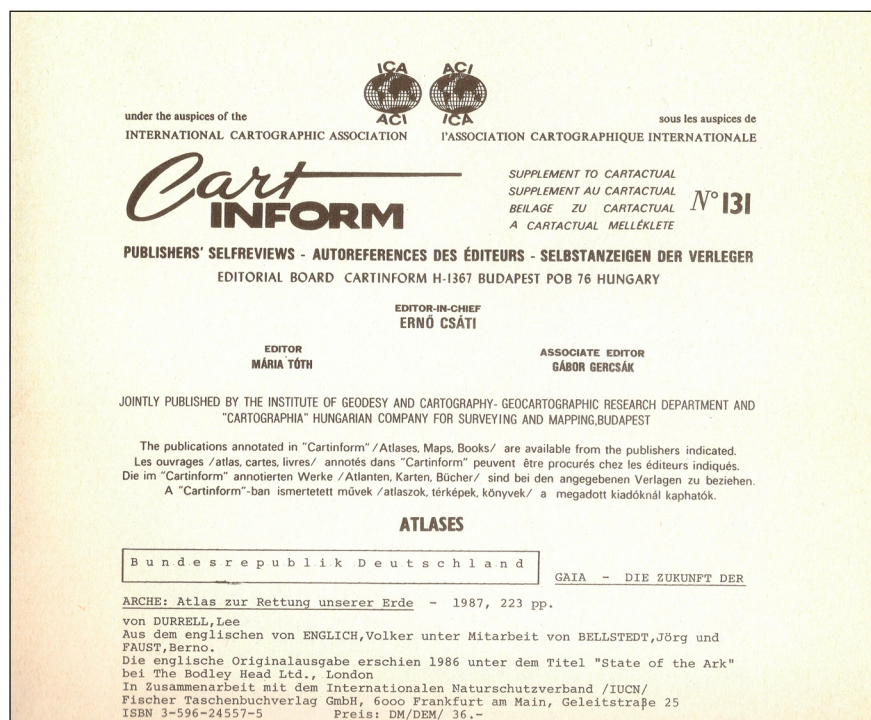 ICA ACI
ACI ICA
under the auspices of the
INTERNATIONAL CARTOGRAPHIC ASSOCIATION
sous les auspices de
l'ASSOCIATION CARTOGRAPHIQUE INTERNATIONALE
Cart
INFORM
SUPPLEMENT TO CARTACTUAL
SUPPLEMENT AU CARTACTUAL
BEILAGE ZU CARTACTUAL
A CARTACTUAL MELLÉKLETE
N° 131
PUBLISHERS' SELFREVIEWS - AUTOREFERENCES DES ÉDITEURS - SELBSTANZEIGEN DER VERLEGER
EDITORIAL BOARD CARTINFORM H-1367 BUDAPEST POB 76 HUNGARY
EDITOR-IN-CHIEF
ERNŐ CSÁTI
EDITOR
MÁRIA TÓTH
ASSOCIATE EDITOR
GÁBOR GERCSÁK
JOINTLY PUBLISHED BY THE INSTITUTE OF GEODESY AND CARTOGRAPHY- GEOCARTOGRAPHIC RESEARCH DEPARTMENT AND
"CARTOGRAPHIA" HUNGARIAN COMPANY FOR SURVEYING AND MAPPING,BUDAPEST
The publications annotated in "Cartinform" /Atlases, Maps, Books/ are available from the publishers indicated.
Les ouvrages /atlas, cartes, livres/ annotés dans "Cartinform" peuvent être procurés chez les éditeurs indiqués.
Die im "Cartinform" annotierten Werke /Atlanten, Karten, Bücher/ sind bei den angegebenen Verlagen zu beziehen.
A "Cartinform"-ban ismertetett művek /atlaszok, térképek, könyvek/ a megadott kiadóknál kaphatók.
ATLASES
Bundesrepublik Deutschland
GAIA - DIE ZUKUNFT DER
ARCHE: Atlas zur Rettung unserer Erde - 1987, 223 pp.
von DURRELL,Lee
Aus dem englischen von ENGLICH,Volker unter Mitarbeit von BELLSTEDT,Jörg und
FAUST,Berno.
Die englische Originalausgabe erschien 1986 unter dem Titel "State of the Ark"
bei The Bodley Head Ltd., London
In Zusammenarbeit mit dem Internationalen Naturschutzverband /IUCN/
Fischer Taschenbuchverlag GmbH, 6ooo Frankfurt am Main, Geleitstraße 25
ISBN 3-596-24557-5 Preis: DM/DEM/ 36.-